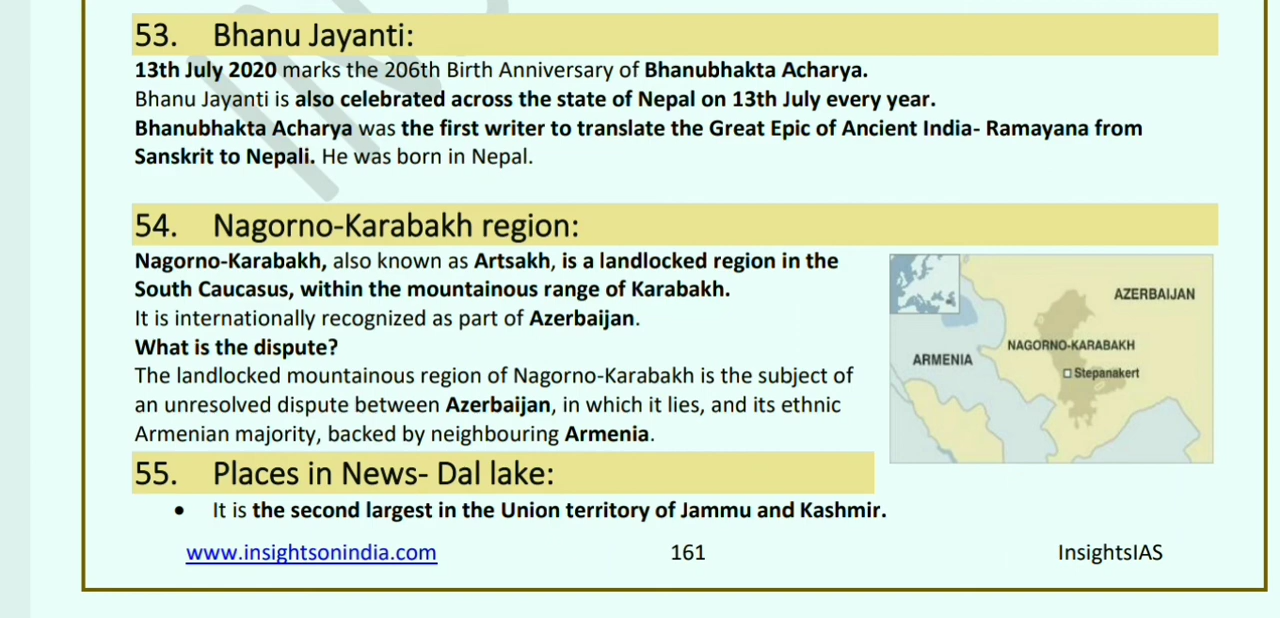 53. Bhanu Jayanti:
13th July 2020 marks the 206th Birth Anniversary of Bhanubhakta Acharya.
Bhanu Jayanti is also celebrated across the state of Nepal on 13th July every year.
Bhanubhakta Acharya was the first writer to translate the Great Epic of Ancient India- Ramayana from
Sanskrit to Nepali. He was born in Nepal.
54. Nagorno-Karabakh region:
Nagorno-Karabakh, also known as Artsakh, is a landlocked region in the
South Caucasus, within the mountainous range of Karabakh.
It is internationally recognized as part of Azerbaijan.
What is the dispute?
The landlocked mountainous region of Nagorno-Karabakh is the subject of
an unresolved dispute between Azerbaijan, in which it lies, and its ethnic
Armenian majority, backed by neighbouring Armenia.
AZERBAIJAN
NAGORNO-KARABAKH
ARMENIA
Stepanakert
55. Places in News- Dal lake:
• It is the second largest in the Union territory of Jammu and Kashmir.
www.insightsonindia.com 161 InsightsIAS